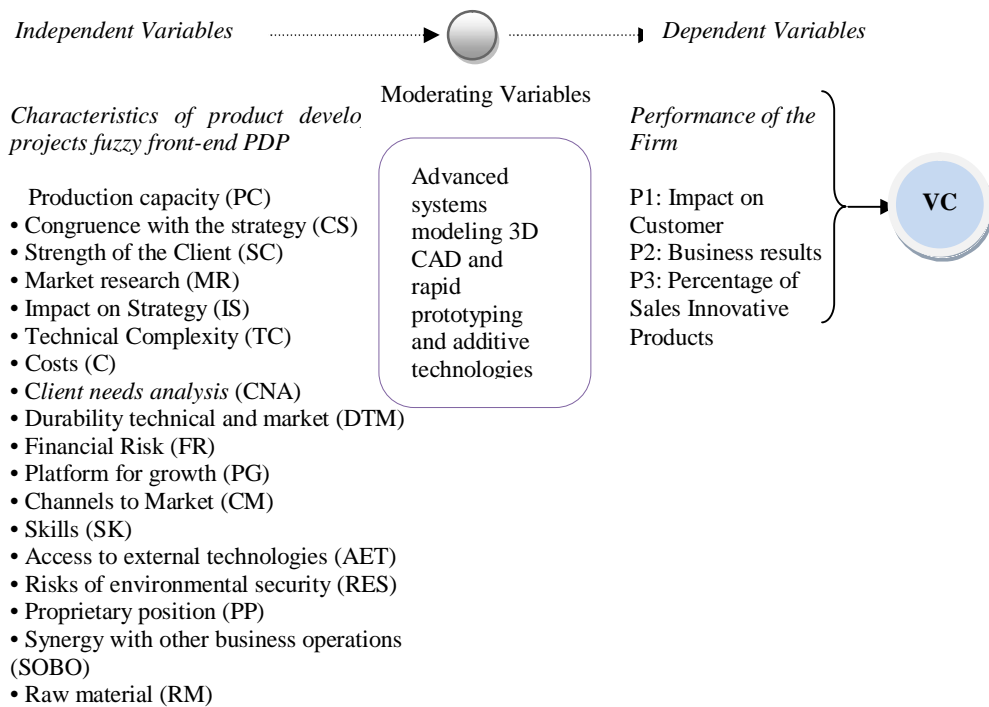 Independent Variables
Dependent Variables
Moderating Variables
Characteristics of product develo
projects fuzzy front-end PDP
Production capacity (PC)
• Congruence with the strategy (CS)
• Strength of the Client (SC)
• Market research (MR)
• Impact on Strategy (IS)
• Technical Complexity (TC)
• Costs (C)
• Client needs analysis (CNA)
• Durability technical and market (DTM)
• Financial Risk (FR)
• Platform for growth (PG)
• Channels to Market (CM)
• Skills (SK)
• Access to external technologies (AET)
• Risks of environmental security (RES)
• Proprietary position (PP)
• Synergy with other business operations
(SOBO)
• Raw material (RM)
Advanced
systems
modeling 3D
CAD and
rapid
prototyping
and additive
technologies
Performance of the
Firm
P1: Impact on
Customer
P2: Business results
P3: Percentage of
Sales Innovative
Products
VC